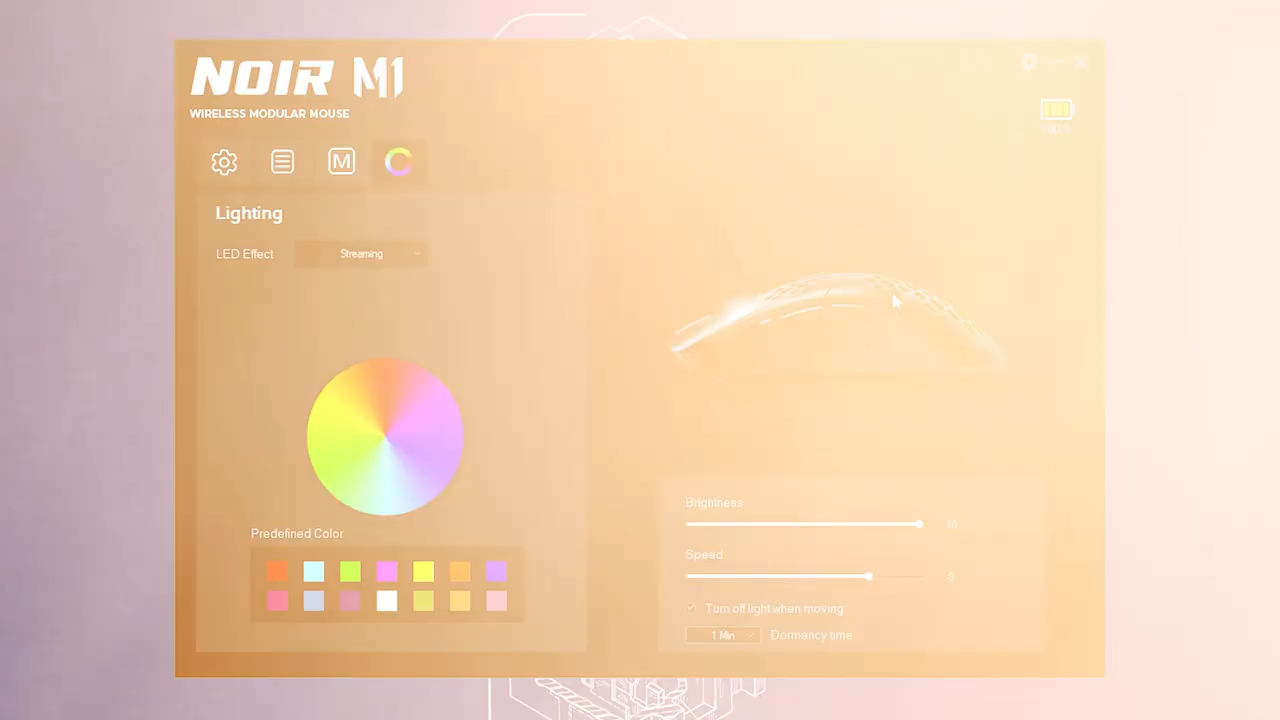 NOIR M1
WIRELESS MODULAR MOUSE
M
Lighting
LED Effect
Streaming
Predefined Color
Brightness
10
Speed
Turn off light when moving
1 Min
Dormency time